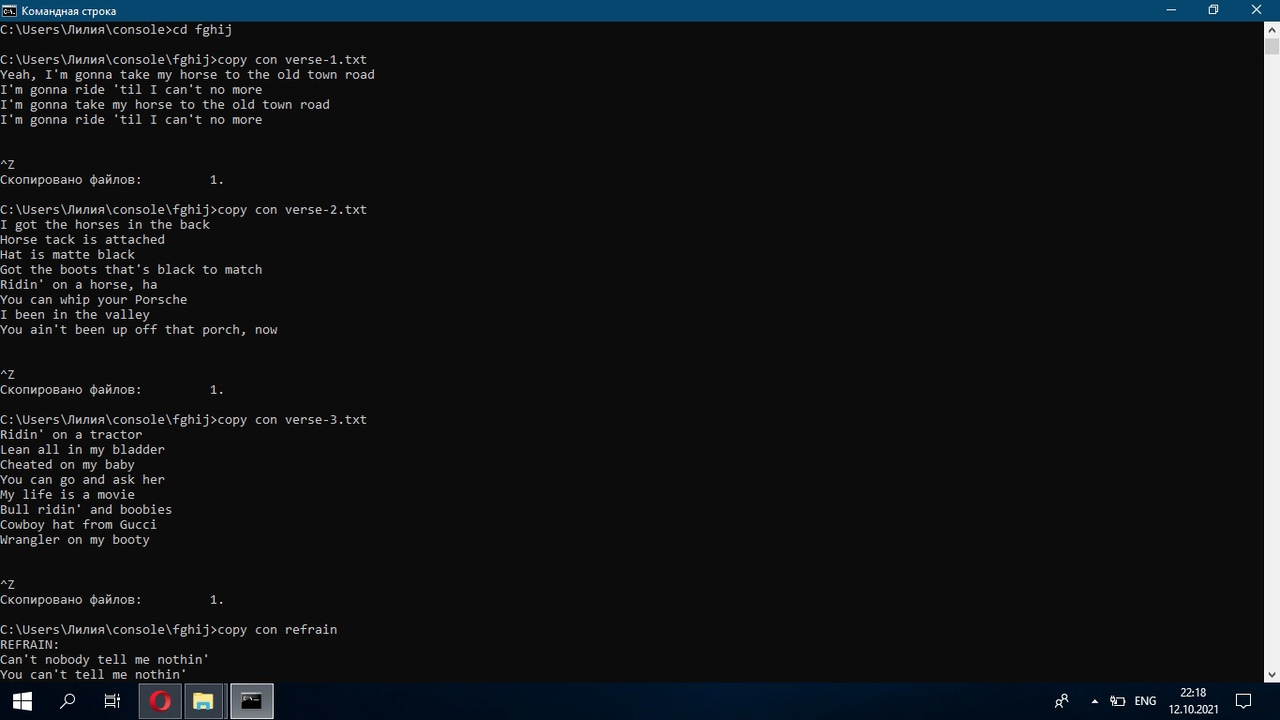 Командная строка
C:\Users\Лилия\console>cd fghij
C:\Users\Лилия\console\fghij>copy con verse-1.txt
Yeah, I'm gonna take my horse to the old town road
I'm gonna ride 'til I can't no more
I'm gonna take my horse to the old town road
I'm gonna ride 'til I can't no more
^Z
Скопировано файлов:         1.
C:\Users\Лилия\console\fghij>copy con verse-2.txt
I got the horses in the back
Horse tack is attached
Hat is matte black
Got the boots that's black to match
Ridin' on a horse, ha
You can whip your Porsche
I been in the valley
You ain't been up off that porch, now
^Z
Скопировано файлов:         1.
C:\Users\Лилия\console\fghij>copy con verse-3.txt
Ridin' on a tractor
Lean all in my bladder
Cheated on my baby
You can go and ask her
My life is a movie
Bull ridin' and boobies
Cowboy hat from Gucci
Wrangler on my booty
^Z
Скопировано файлов:         1.
C:\Users\Лилия\console\fghij>copy con refrain
REFRAIN:
Can't nobody tell me nothin'
You can't tell me nothin'
ENG
22:18
12.10.2021